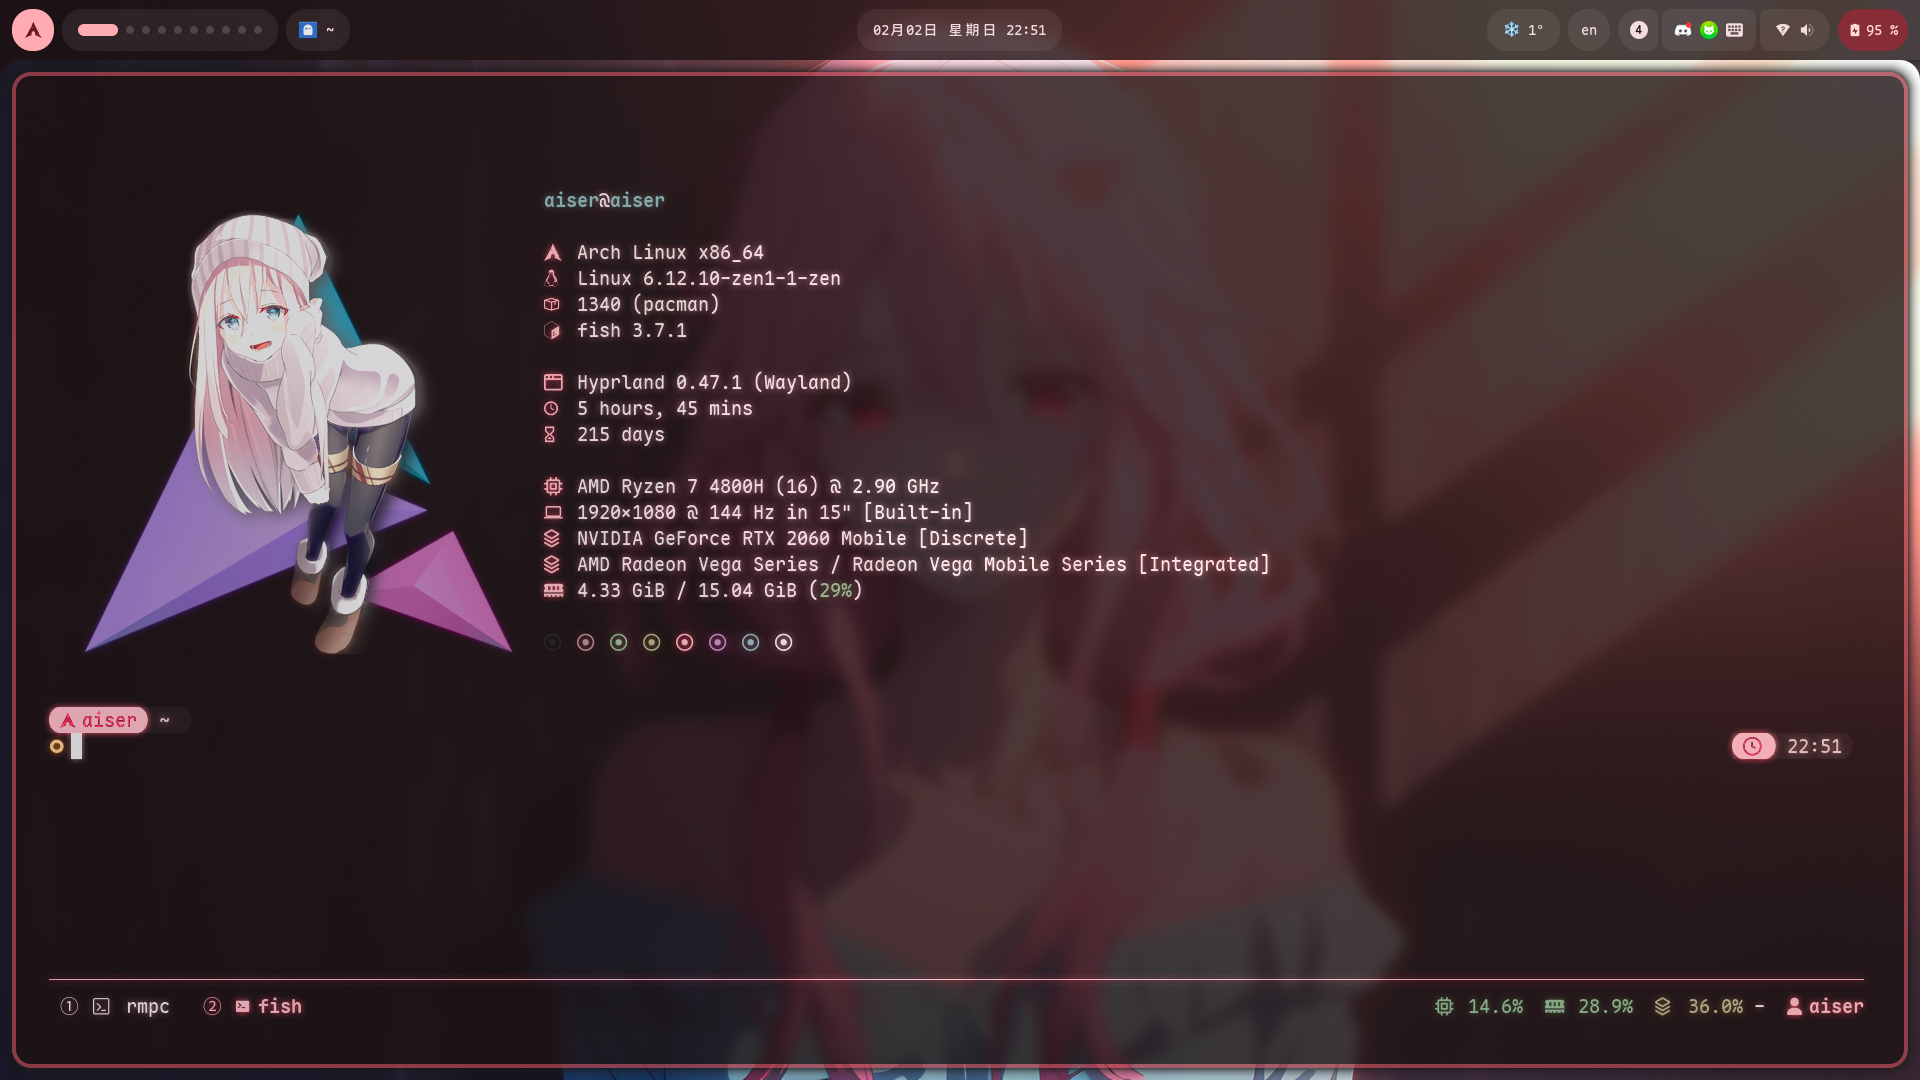 ~
02月02日 星期日 22:51
1°
en
4
95 %
aiser@aiser
Arch Linux x86_64
Linux 6.12.10-zen1-1-zen
1340 (pacman)
fish 3.7.1
Hyprland 0.47.1 (Wayland)
5 hours, 45 mins
215 days
AMD Ryzen 7 4800H (16) @ 2.90 GHz
1920×1080 @ 144 Hz in 15" [Built-in]
NVIDIA GeForce RTX 2060 Mobile [Discrete]
AMD Radeon Vega Series / Radeon Vega Mobile Series [Integrated]
4.33 GiB / 15.04 GiB (29%)
aiser ~
22:51
1 rmpc 2 fish
14.6% 28.9% 36.0% - aiser